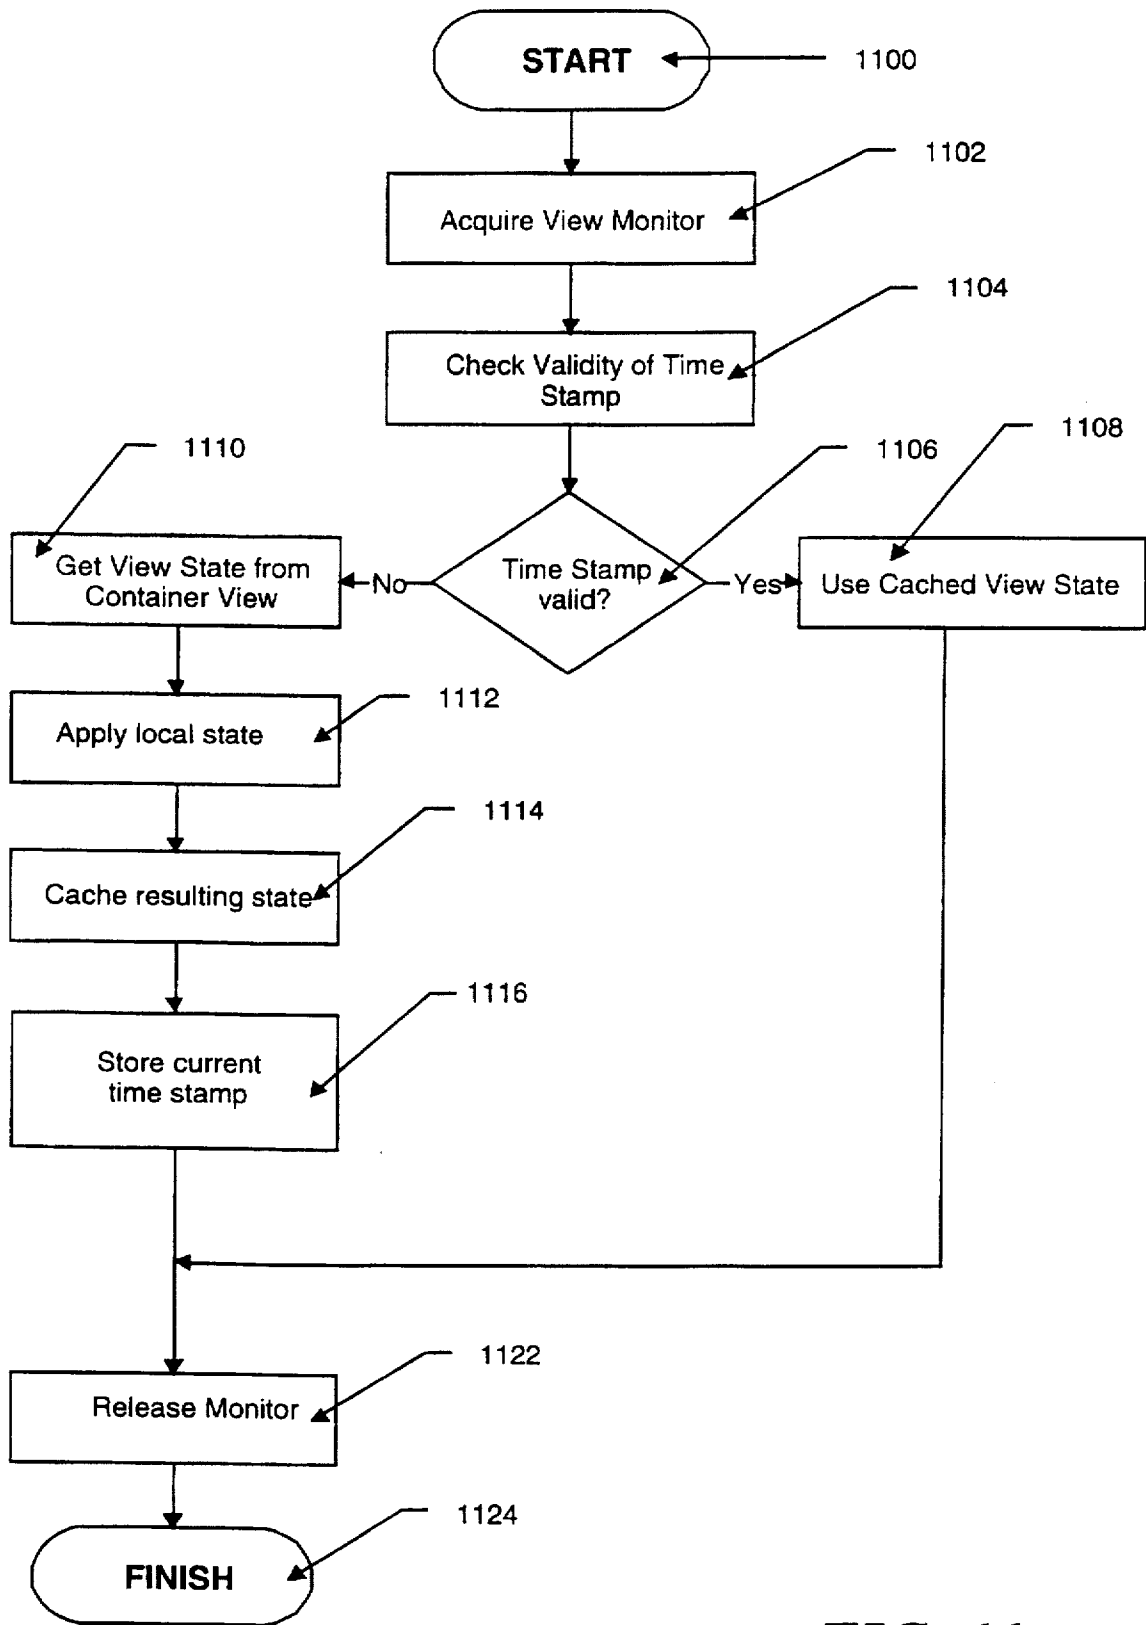 START
1100
1102
Acquire View Monitor
1104
Check Validity of Time
Stamp
1110
1106
1108
Get View State from
Container View
No
Time Stamp
valid?
Yes
Use Cached View State
1112
Apply local state
1114
Cache resulting state
1116
Store current
time stamp
1122
Release Monitor
1124
FINISH